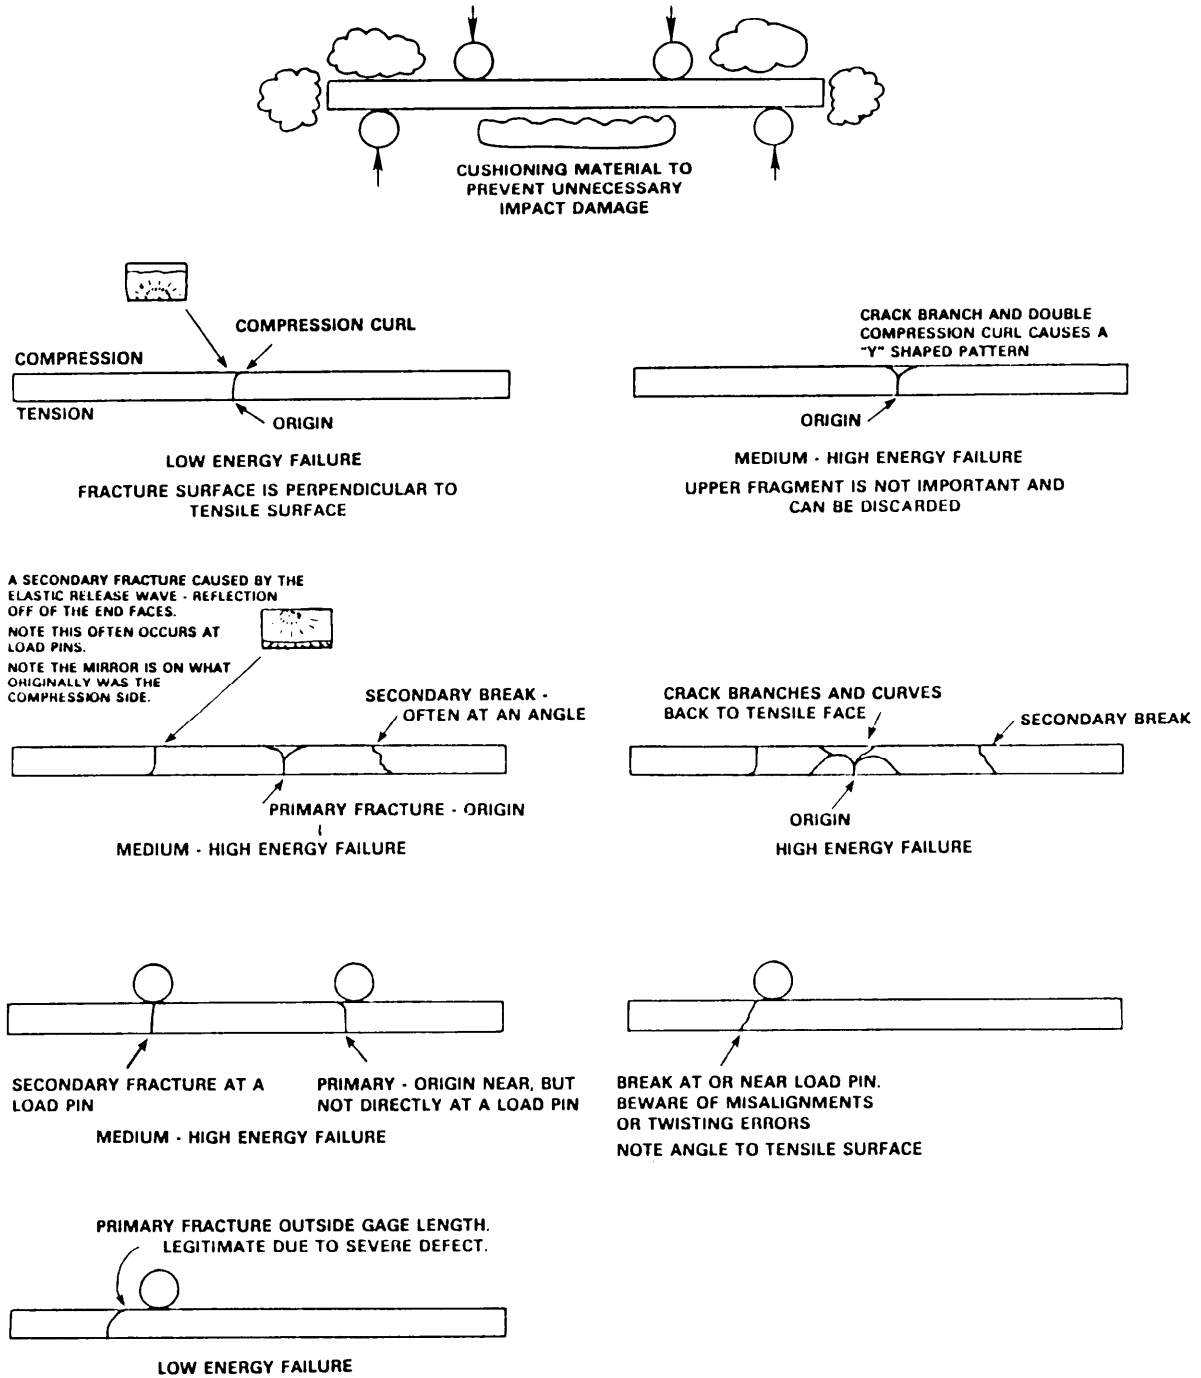 CUSHIONING MATERIAL TO
PREVENT UNNECESSARY
IMPACT DAMAGE
COMPRESSION CURL
COMPRESSION
TENSION
ORIGIN
LOW ENERGY FAILURE
FRACTURE SURFACE IS PERPENDICULAR TO
TENSILE SURFACE
CRACK BRANCH AND DOUBLE
COMPRESSION CURL CAUSES A
"Y" SHAPED PATTERN
ORIGIN
MEDIUM - HIGH ENERGY FAILURE
UPPER FRAGMENT IS NOT IMPORTANT AND
CAN BE DISCARDED
A SECONDARY FRACTURE CAUSED BY THE
ELASTIC RELEASE WAVE - REFLECTION
OFF OF THE END FACES.
NOTE THIS OFTEN OCCURS AT
LOAD PINS.
NOTE THE MIRROR IS ON WHAT
ORIGINALLY WAS THE
COMPRESSION SIDE.
SECONDARY BREAK -
OFTEN AT AN ANGLE
PRIMARY FRACTURE - ORIGIN
MEDIUM - HIGH ENERGY FAILURE
CRACK BRANCHES AND CURVES
BACK TO TENSILE FACE
SECONDARY BREAK
ORIGIN
HIGH ENERGY FAILURE
SECONDARY FRACTURE AT A
LOAD PIN
PRIMARY - ORIGIN NEAR, BUT
NOT DIRECTLY AT A LOAD PIN
MEDIUM - HIGH ENERGY FAILURE
BREAK AT OR NEAR LOAD PIN.
BEWARE OF MISALIGNMENTS
OR TWISTING ERRORS
NOTE ANGLE TO TENSILE SURFACE
PRIMARY FRACTURE OUTSIDE GAGE LENGTH.
LEGITIMATE DUE TO SEVERE DEFECT.
LOW ENERGY FAILURE